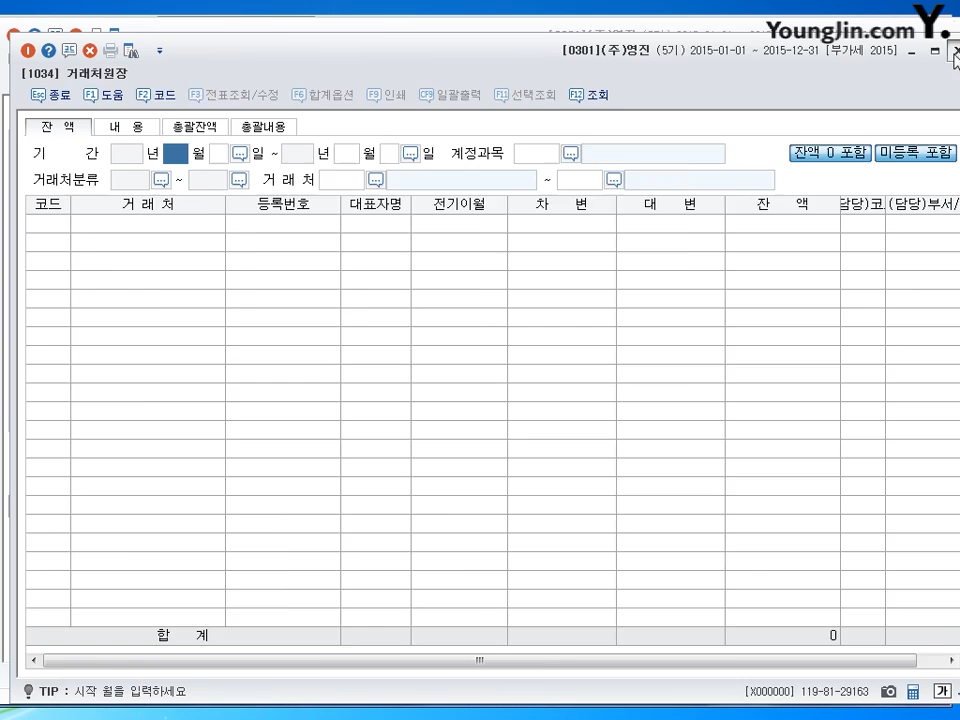 YoungJin.com Y.
[0301](주)영진 (5기) 2015-01-01 ~ 2015-12-31 [부가세 2015]
[1034] 거래처원장
Esc 종료 F1 도움 F2 코드 F3 전표조회/수정 F6 합계옵션 F9 인쇄 CF9 일괄출력 F11 선택조회 F12 조회
잔 액 내 용 총괄잔액 총괄내용
기 간 년 월 일 ~ 년 월 일 계정과목 잔액 0 포함 미등록 포함
거래처분류 ~ 거 래 처 ~
코드 거 래 처 등록번호 대표자명 전기이월 차 변 대 변 잔 액 담당)코 (담당)부서/
합 계 0
TIP : 시작 월을 입력하세요 [X000000] 119-81-29163 가